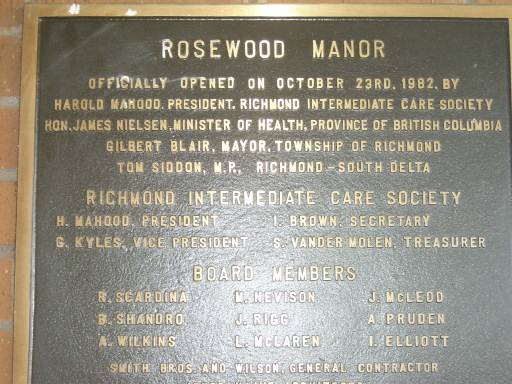 ROSEWOOD MANOR
OFFICIALLY OPENED ON OCTOBER 23RD, 1982, BY
HAROLD MAHOOD, PRESIDENT, RICHMOND INTERMEDIATE CARE SOCIETY
HON. JAMES NIELSEN, MINISTER OF HEALTH, PROVINCE OF BRITISH COLUMBIA
GILBERT BLAIR, MAYOR, TOWNSHIP OF RICHMOND
TOM SIDDON, M.P., RICHMOND - SOUTH DELTA
RICHMOND INTERMEDIATE CARE SOCIETY
H. MAHOOD, PRESIDENT I. BROWN, SECRETARY
G. KYLES, VICE PRESIDENT S. VANDER MOLEN, TREASURER
BOARD MEMBERS
R. SCARDINA M. NEVISON J. McLEOD
B. SHANDRO J. RIGG A. PRUDEN
A. WILKINS L. McLAREN I. ELLIOTT
SMITH BROS. AND WILSON, GENERAL CONTRACTOR